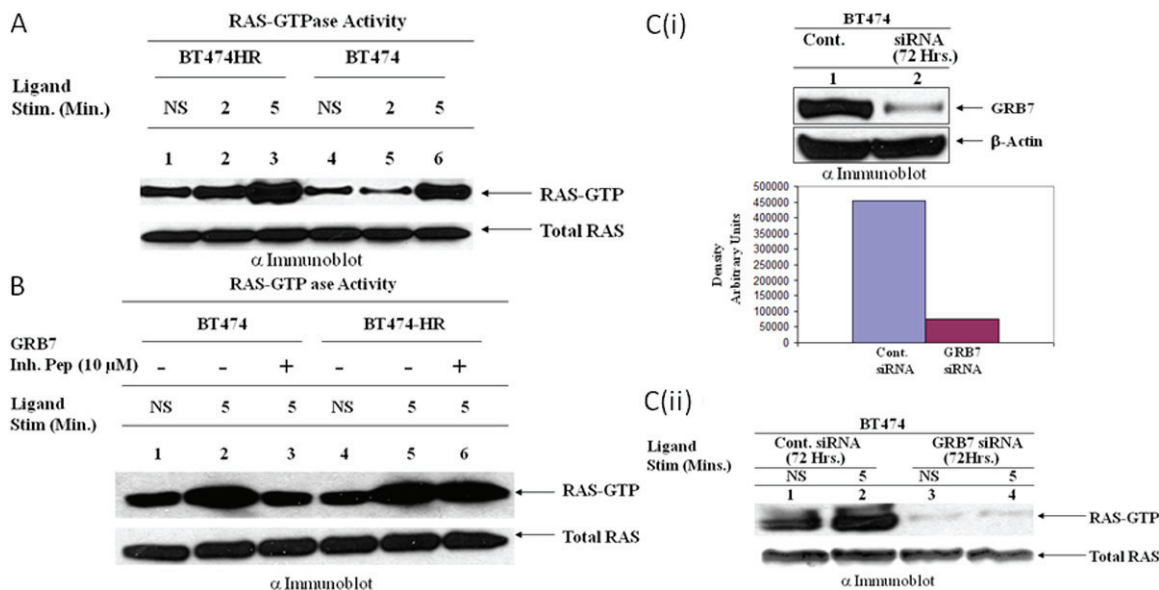 A
RAS-GTPase Activity
BT474HR BT474
Ligand
Stim. (Min.) NS 2 5 NS 2 5
1 2 3 4 5 6
RAS-GTP
Total RAS
α Immunoblot
B
RAS-GTP ase Activity
BT474 BT474-HR
GRB7
Inh. Pep (10 µM) - - + - - +
Ligand
Stim (Min.) NS 5 5 NS 5 5
1 2 3 4 5 6
RAS-GTP
Total RAS
α Immunoblot
C(i)
BT474
Cont. siRNA
(72 Hrs.)
1 2
GRB7
β-Actin
α Immunoblot
500000
450000
400000
350000
300000
250000
200000
150000
100000
50000
0
Density
Arbitrary Units
Cont. GRB7
siRNA siRNA
C(ii)
BT474
Ligand
Stim (Mins.)
Cont. siRNA GRB7 siRNA
(72 Hrs.) (72Hrs.)
NS 5 NS 5
1 2 3 4
RAS-GTP
Total RAS
α Immunoblot